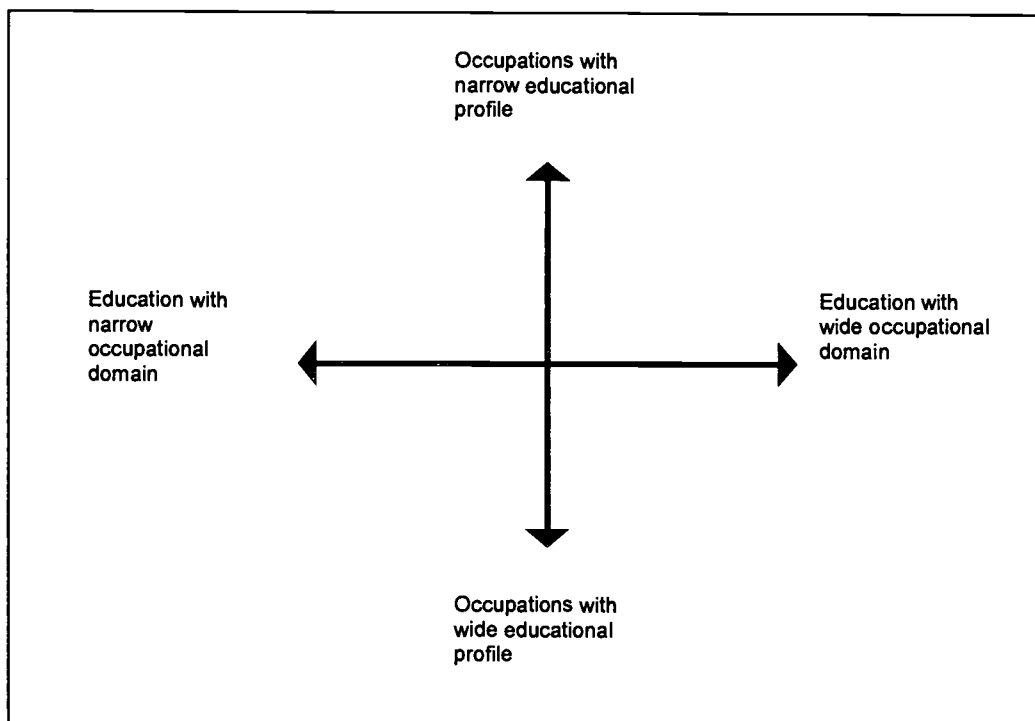 Occupations with
narrow educational
profile
Education with
narrow
occupational
domain
Education with
wide occupational
domain
Occupations with
wide educational
profile